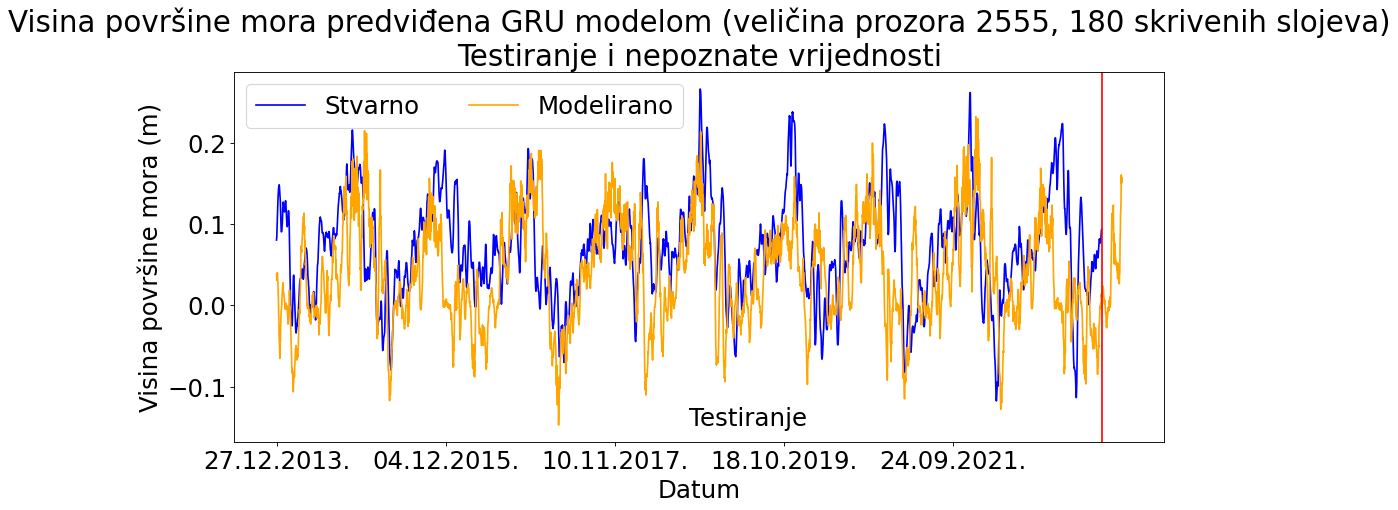 Visina površine mora predviđena GRU modelom (veličina prozora 2555, 180 skrivenih slojeva)
Testiranje i nepoznate vrijednosti
Stvarno
Modelirano
Visina površine mora (m)
0.2
0.1
0.0
−0.1
Testiranje
27.12.2013.
04.12.2015.
10.11.2017.
18.10.2019.
24.09.2021.
Datum